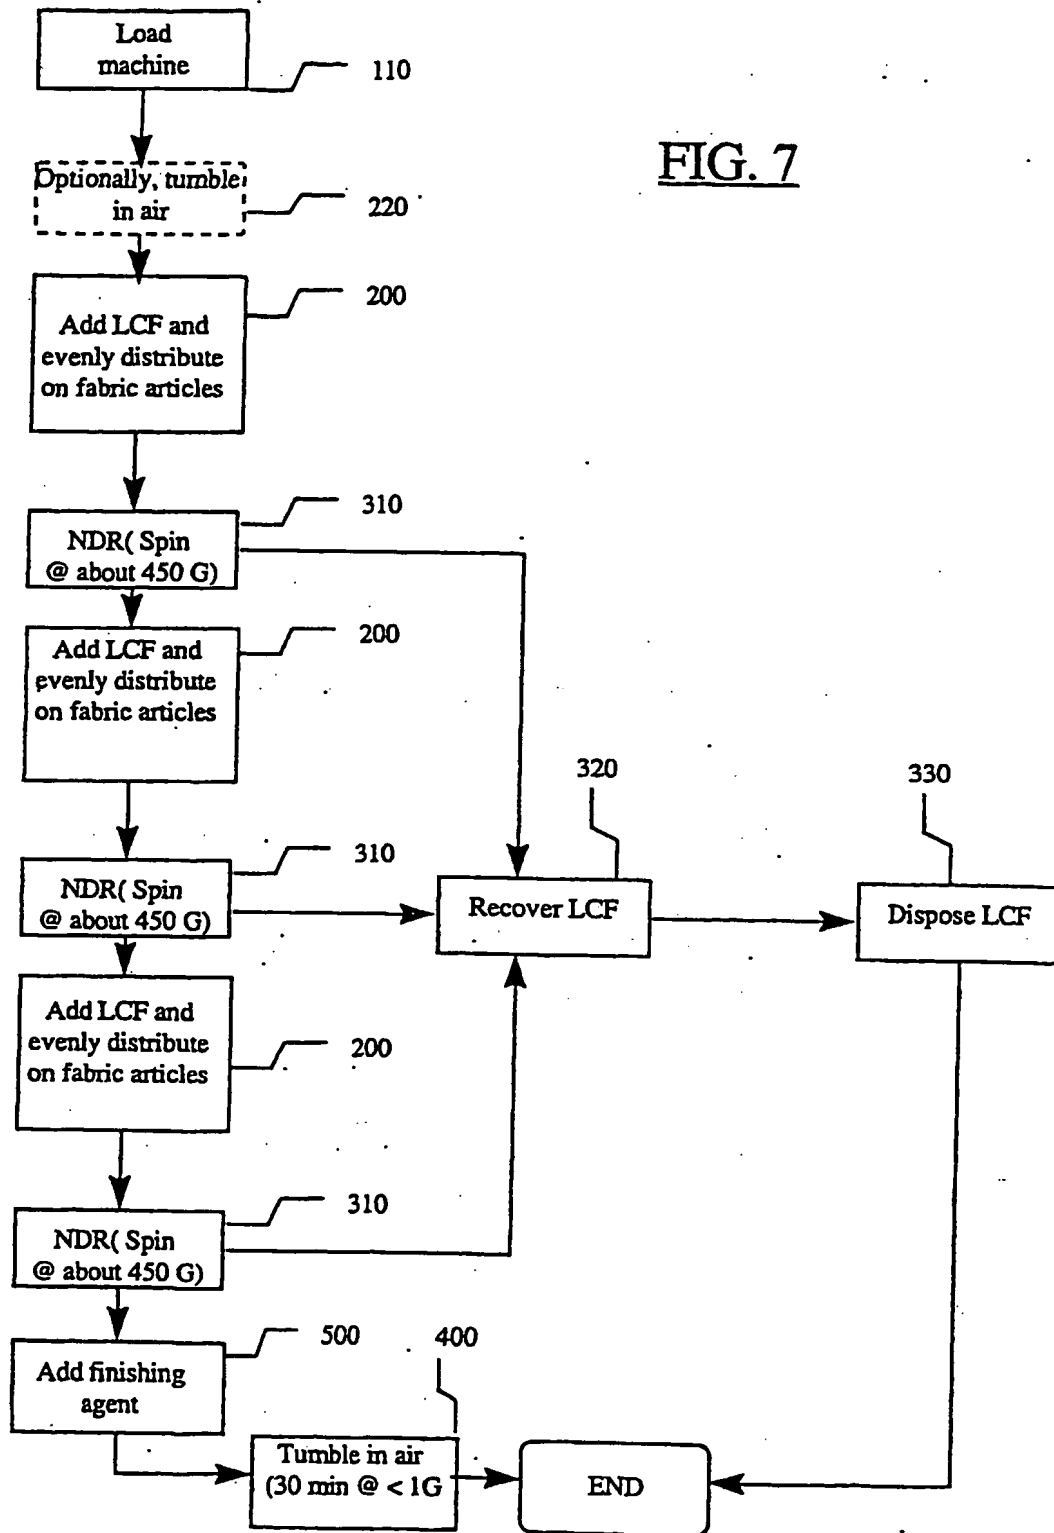 Load
machine
110
FIG. 7
Optionally, tumble
in air
220
200
Add LCF and
evenly distribute
on fabric articles
310
NDR( Spin
@ about 450 G)
200
Add LCF and
evenly distribute
on fabric articles
320
330
310
NDR( Spin
@ about 450 G)
Recover LCF
Dispose LCF
Add LCF and
evenly distribute
on fabric articles
200
310
NDR( Spin
@ about 450 G)
500
400
Add finishing
agent
Tumble in air
(30 min @ < 1G
END